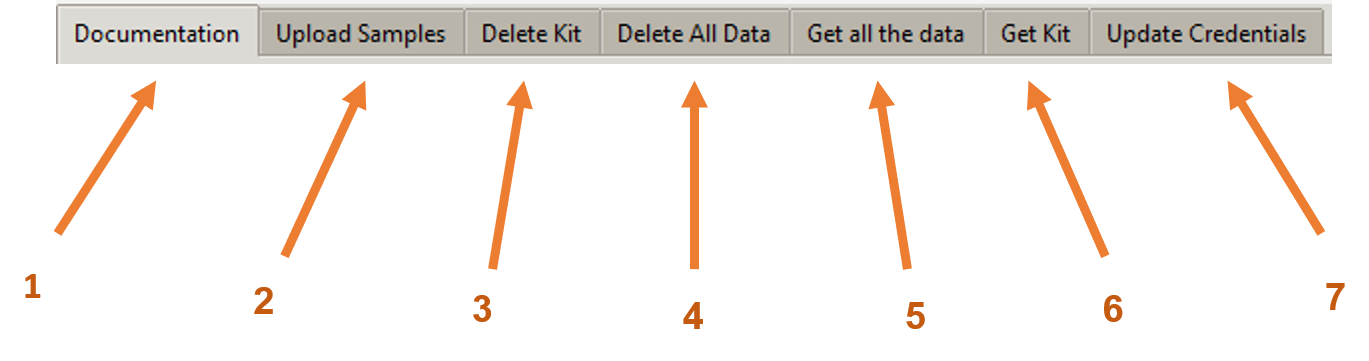 Documentation Upload Samples Delete Kit Delete All Data Get all the data Get Kit Update Credentials
1 2 3 4 5 6 7